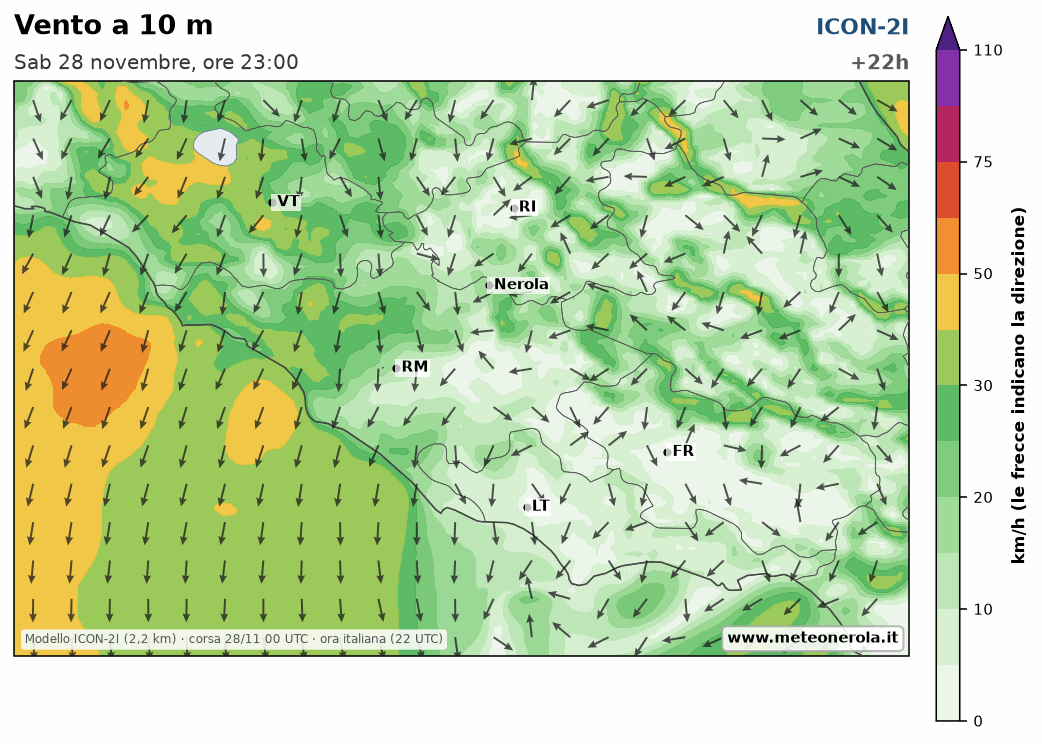 Vento a 10 m
ICON-2I
Sab 28 novembre, ore 23:00
+22h
VT
RI
Nerola
RM
FR
LT
Modello ICON-2I (2,2 km) · corsa 28/11 00 UTC · ora italiana (22 UTC)
www.meteonerola.it
110
75
50
30
20
10
0
km/h (le frecce indicano la direzione)